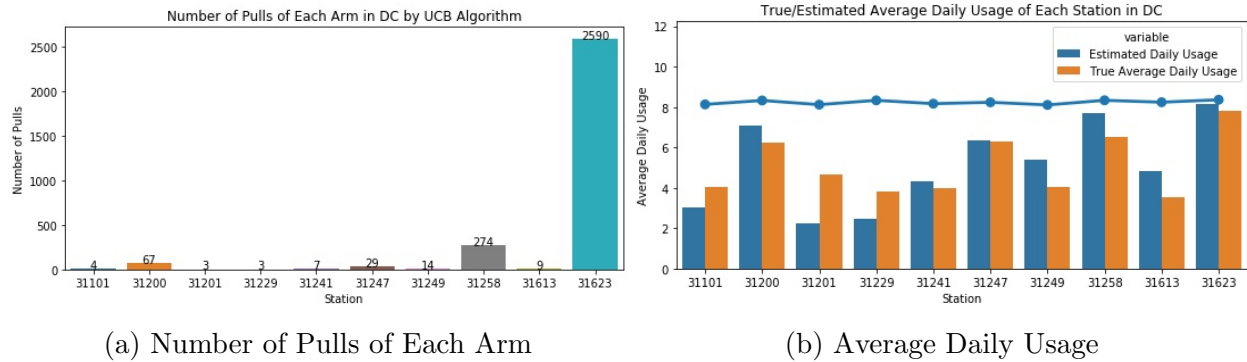 Number of Pulls of Each Arm in DC by UCB Algorithm
Number of Pulls
2500
2000
1500
1000
500
0
4
67
3
3
7
29
14
274
9
2590
31101 31200 31201 31229 31241 31247 31249 31258 31613 31623
Station
(a) Number of Pulls of Each Arm
True/Estimated Average Daily Usage of Each Station in DC
variable
Estimated Daily Usage
True Average Daily Usage
Average Daily Usage
12
10
8
6
4
2
0
31101 31200 31201 31229 31241 31247 31249 31258 31613 31623
Station
(b) Average Daily Usage